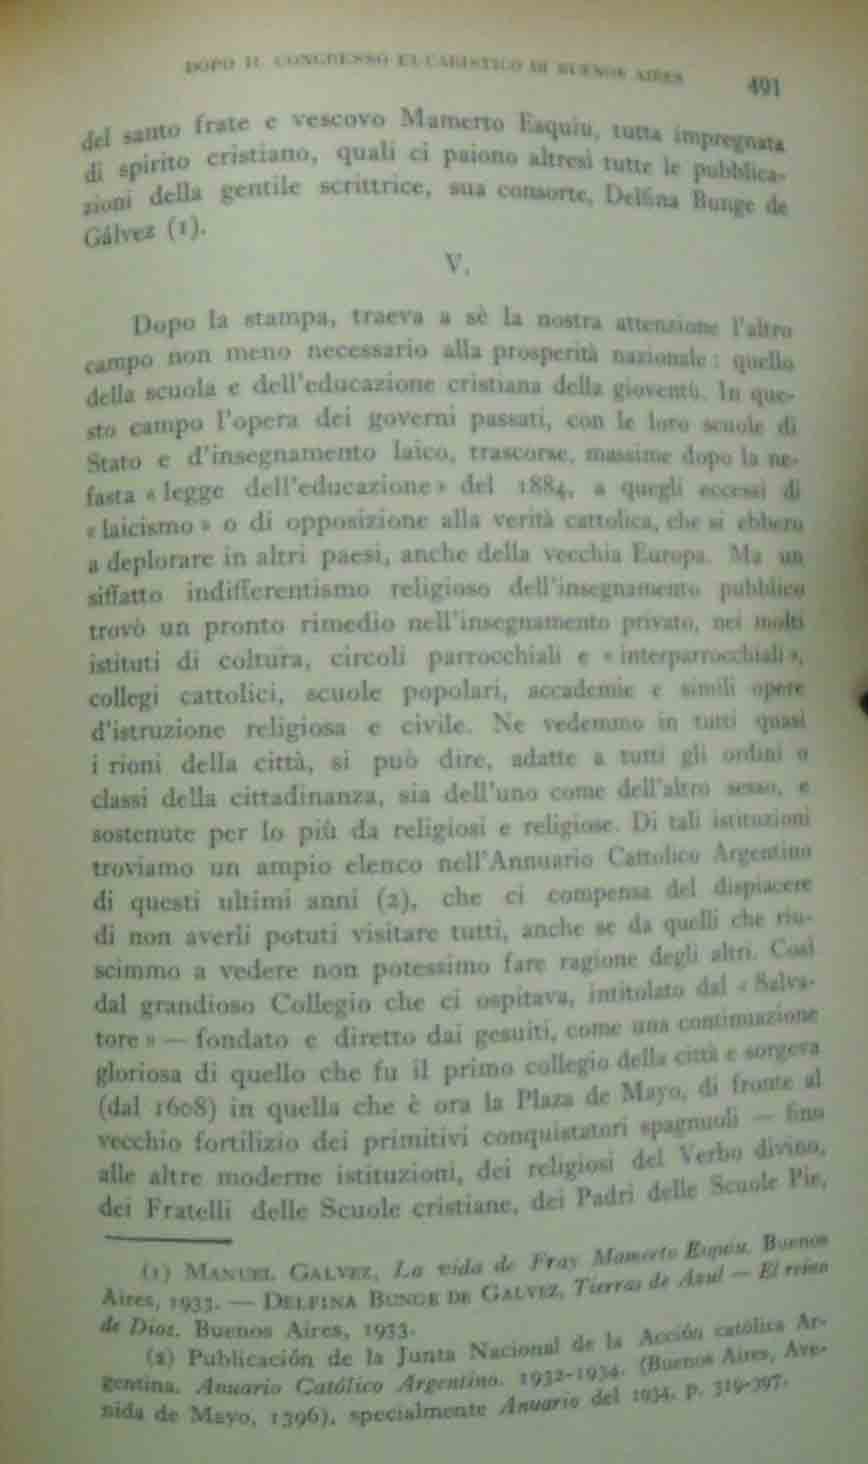 DOPO IL CONGRESSO EUCARISTICO DI BUENOS AIRES 491
del santo frate e vescovo Mamerto Esquiu, tutta impregnata
di spirito cristiano, quali ci paiono altresì tutte le pubblica-
zioni della gentile scrittrice, sua consorte, Delfina Bunge de
Gálvez (1).
V.
Dopo la stampa, traeva a sè la nostra attenzione l'altro
campo non meno necessario alla prosperità nazionale : quello
della scuola e dell'educazione cristiana della gioventù. In que-
sto campo l'opera dei governi passati, con le loro scuole di
Stato e d'insegnamento laico, trascorse, massime dopo la ne-
fasta « legge dell'educazione » del 1884, a quegli eccessi di
« laicismo » o di opposizione alla verità cattolica, che si ebbero
a deplorare in altri paesi, anche della vecchia Europa. Ma un
siffatto indifferentismo religioso dell'insegnamento pubblico
trovò un pronto rimedio nell'insegnamento privato, nei molti
istituti di coltura, circoli parrocchiali e « interparrocchiali »,
collegi cattolici, scuole popolari, accademie e simili opere
d'istruzione religiosa e civile. Ne vedemmo in tutti quasi
i rioni della città, si può dire, adatte a tutti gli ordini o
classi della cittadinanza, sia dell'uno come dell'altro sesso, e
sostenute per lo più da religiosi e religiose. Di tali istituzioni
troviamo un ampio elenco nell'Annuario Cattolico Argentino
di questi ultimi anni (2), che ci compensa del dispiacere
di non averli potuti visitare tutti, anche se da quelli che riu-
scimmo a vedere non potessimo fare ragione degli altri. Così
dal grandioso Collegio che ci ospitava, intitolato dal « Salva-
tore » — fondato e diretto dai gesuiti, come una continuazione
gloriosa di quello che fu il primo collegio della città e sorgeva
(dal 1608) in quella che è ora la Plaza de Mayo, di fronte al
vecchio fortilizio dei primitivi conquistatori spagnuoli — fino
alle altre moderne istituzioni, dei religiosi del Verbo divino,
dei Fratelli delle Scuole cristiane, dei Padri delle Scuole Pie,
(1) MANUEL GALVEZ, La vida de Fray Mamerto Esquiu. Buenos
Aires, 1933. — DELFINA BUNGE DE GALVEZ, Tierras de Azul — El reino
de Dios. Buenos Aires, 1933.
(2) Publicación de la Junta Nacional de la Acción católica Ar-
gentina. Anuario Católico Argentino. 1932-1934. (Buenos Aires, Ave-
nida de Mayo, 1396), specialmente Anuario del 1934, p. 319-397.